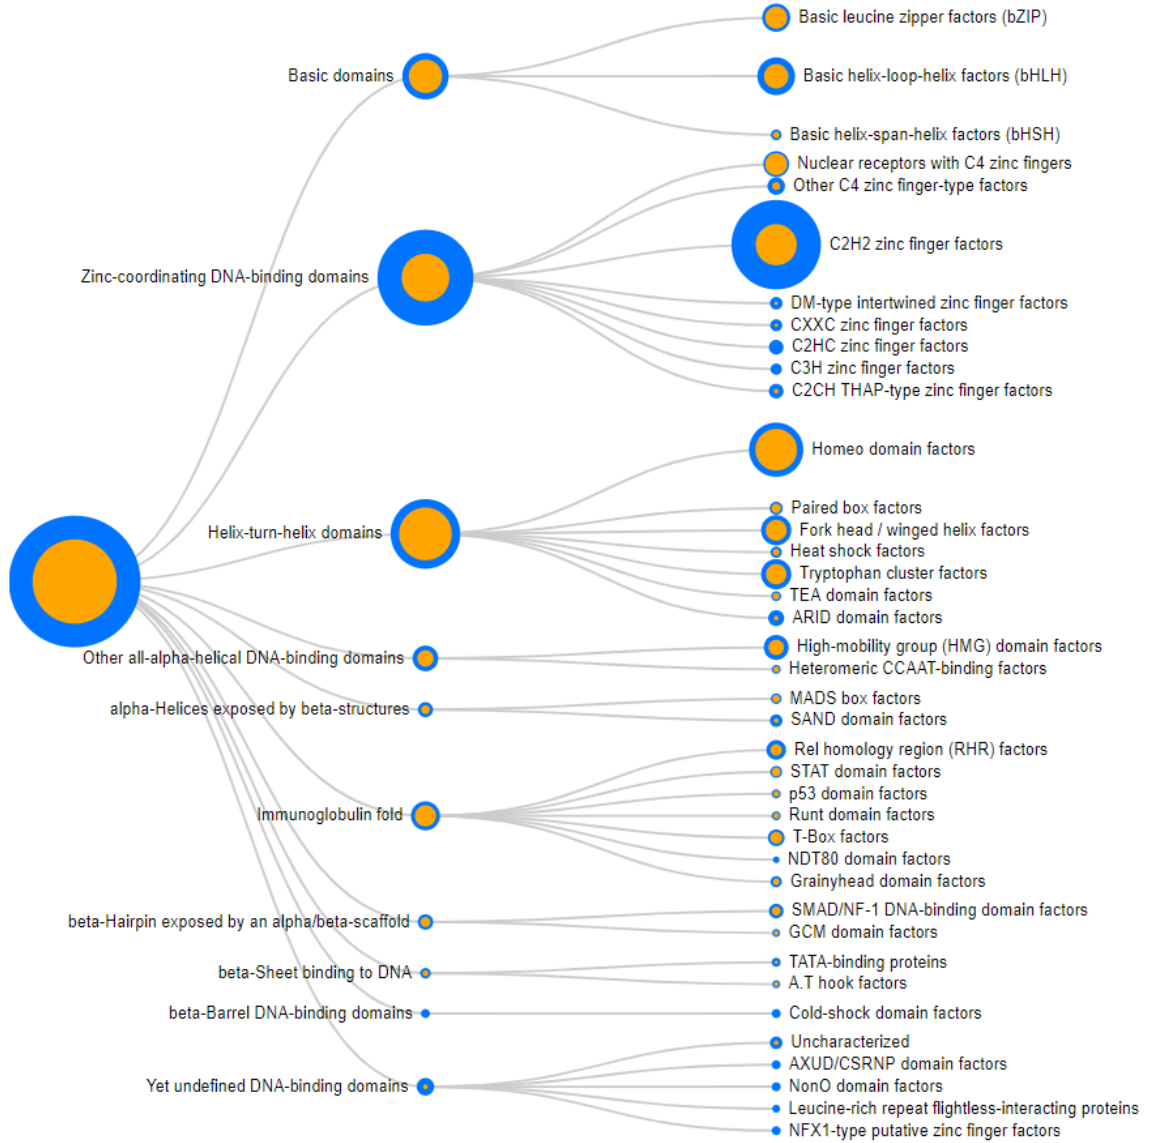 Basic leucine zipper factors (bZIP)
Basic domains
Basic helix-loop-helix factors (bHLH)
Basic helix-span-helix factors (bHSH)
Nuclear receptors with C4 zinc fingers
Other C4 zinc finger-type factors
C2H2 zinc finger factors
Zinc-coordinating DNA-binding domains
DM-type intertwined zinc finger factors
CXXC zinc finger factors
C2HC zinc finger factors
C3H zinc finger factors
C2CH THAP-type zinc finger factors
Homeo domain factors
Paired box factors
Helix-turn-helix domains
Fork head / winged helix factors
Heat shock factors
Tryptophan cluster factors
TEA domain factors
ARID domain factors
High-mobility group (HMG) domain factors
Other all-alpha-helical DNA-binding domains
Heteromeric CCAAT-binding factors
MADS box factors
alpha-Helices exposed by beta-structures
SAND domain factors
Rel homology region (RHR) factors
STAT domain factors
p53 domain factors
Immunoglobulin fold
Runt domain factors
T-Box factors
NDT80 domain factors
Grainyhead domain factors
SMAD/NF-1 DNA-binding domain factors
beta-Hairpin exposed by an alpha/beta-scaffold
GCM domain factors
TATA-binding proteins
beta-Sheet binding to DNA
A.T hook factors
beta-Barrel DNA-binding domains
Cold-shock domain factors
Uncharacterized
AXUD/CSRNP domain factors
Yet undefined DNA-binding domains
NonO domain factors
Leucine-rich repeat flightless-interacting proteins
NFX1-type putative zinc finger factors